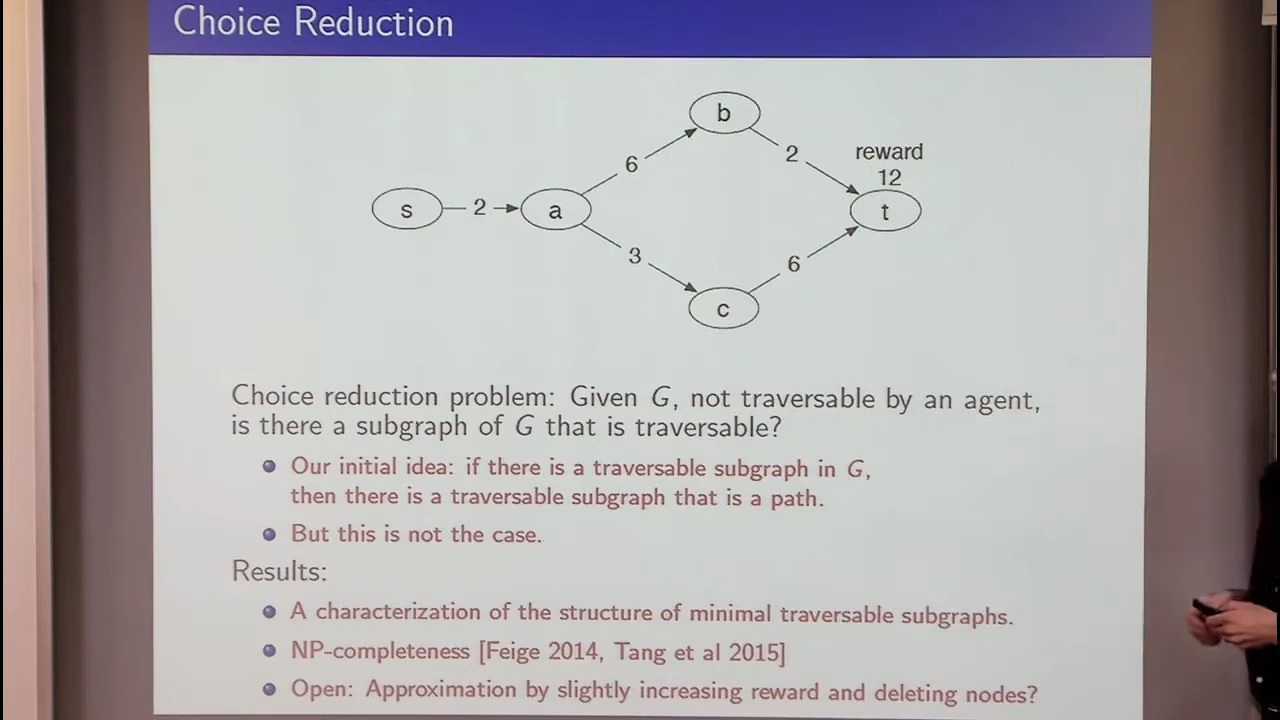 Choice Reduction
b
6
2
reward
12
s
2
a
t
3
6
c
Choice reduction problem: Given G, not traversable by an agent,
is there a subgraph of G that is traversable?
Our initial idea: if there is a traversable subgraph in G,
then there is a traversable subgraph that is a path.
But this is not the case.
Results:
A characterization of the structure of minimal traversable subgraphs.
NP-completeness [Feige 2014, Tang et al 2015]
Open: Approximation by slightly increasing reward and deleting nodes?